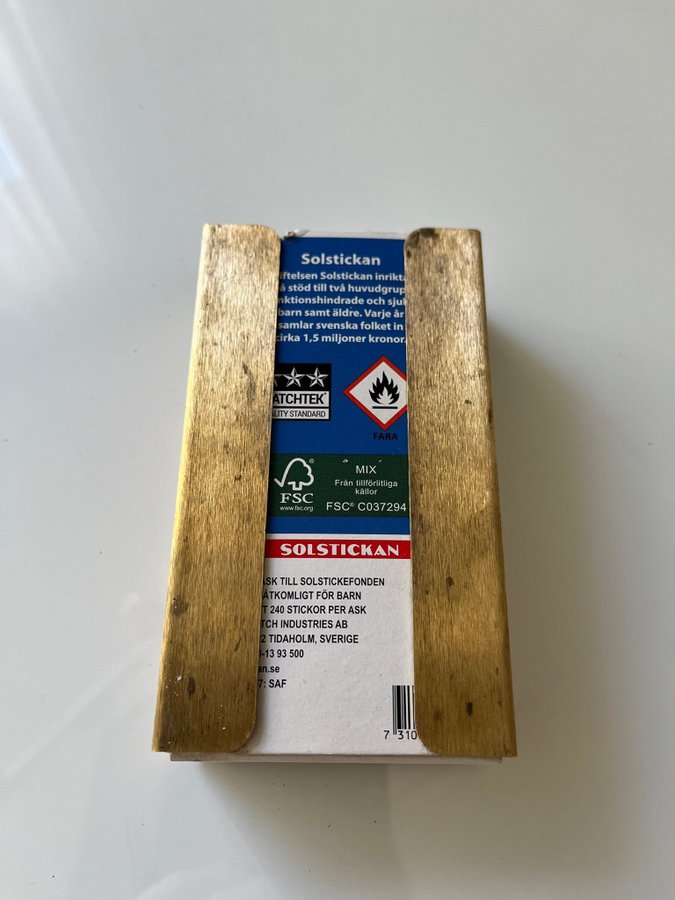 Solstickan
iftelsen Solstickan inrikta
å stöd till två huvudgrup
nktionshindrade och sjuk
barn samt äldre. Varje år
samlar svenska folket in
cirka 1,5 miljoner kronor.
ATCHTEK
LITY STANDARD
FARA
FSC
www.fsc.org
MIX
Från tillförlitliga
källor
FSC® C037294
SOLSTICKAN
ASK TILL SOLSTICKEFONDEN
ÅTKOMLIGT FÖR BARN
T 240 STICKOR PER ASK
TCH INDUSTRIES AB
2 TIDAHOLM, SVERIGE
-13 93 500
an.se
7: SAF
7 310